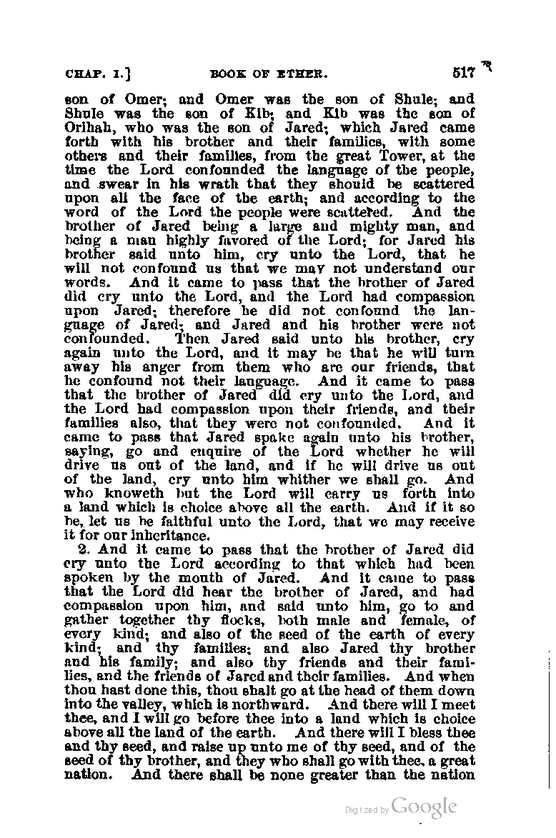 CHAP. I.] BOOK OF ETHER. 517
son of Omer; and Omer was the son of Shule; and
Shule was the son of Kib; and Kib was the son of
Orihah, who was the son of Jared; which Jared came
forth with his brother and their families, with some
others and their families, from the great Tower, at the
time the Lord confounded the language of the people,
and swear in his wrath that they should be scattered
upon all the face of the earth; and according to the
word of the Lord the people were scattered. And the
brother of Jared being a large and mighty man, and
being a man highly favored of the Lord; for Jared his
brother said unto him, cry unto the Lord, that he
will not confound us that we may not understand our
words. And it came to pass that the brother of Jared
did cry unto the Lord, and the Lord had compassion
upon Jared; therefore he did not confound the lan-
guage of Jared; and Jared and his brother were not
confounded. Then Jared said unto his brother, cry
again unto the Lord, and it may be that he will turn
away his anger from them who are our friends, that
he confound not their language. And it came to pass
that the brother of Jared did cry unto the Lord, and
the Lord had compassion upon their friends, and their
families also, that they were not confounded. And it
came to pass that Jared spake again unto his brother,
saying, go and enquire of the Lord whether he will
drive us out of the land, and if he will drive us out
of the land, cry unto him whither we shall go. And
who knoweth but the Lord will carry us forth into
a land which is choice above all the earth. And if it so
be, let us be faithful unto the Lord, that we may receive
it for our inheritance.
2. And it came to pass that the brother of Jared did
cry unto the Lord according to that which had been
spoken by the mouth of Jared. And it came to pass
that the Lord did hear the brother of Jared, and had
compassion upon him, and said unto him, go to and
gather together thy flocks, both male and female, of
every kind; and also of the seed of the earth of every
kind; and thy families; and also Jared thy brother
and his family; and also thy friends and their fami-
lies, and the friends of Jared and their families. And when
thou hast done this, thou shalt go at the head of them down
into the valley, which is northward. And there will I meet
thee, and I will go before thee into a land which is choice
above all the land of the earth. And there will I bless thee
and thy seed, and raise up unto me of thy seed, and of the
seed of thy brother, and they who shall go with thee, a great
nation. And there shall be none greater than the nation
Digitized by Google